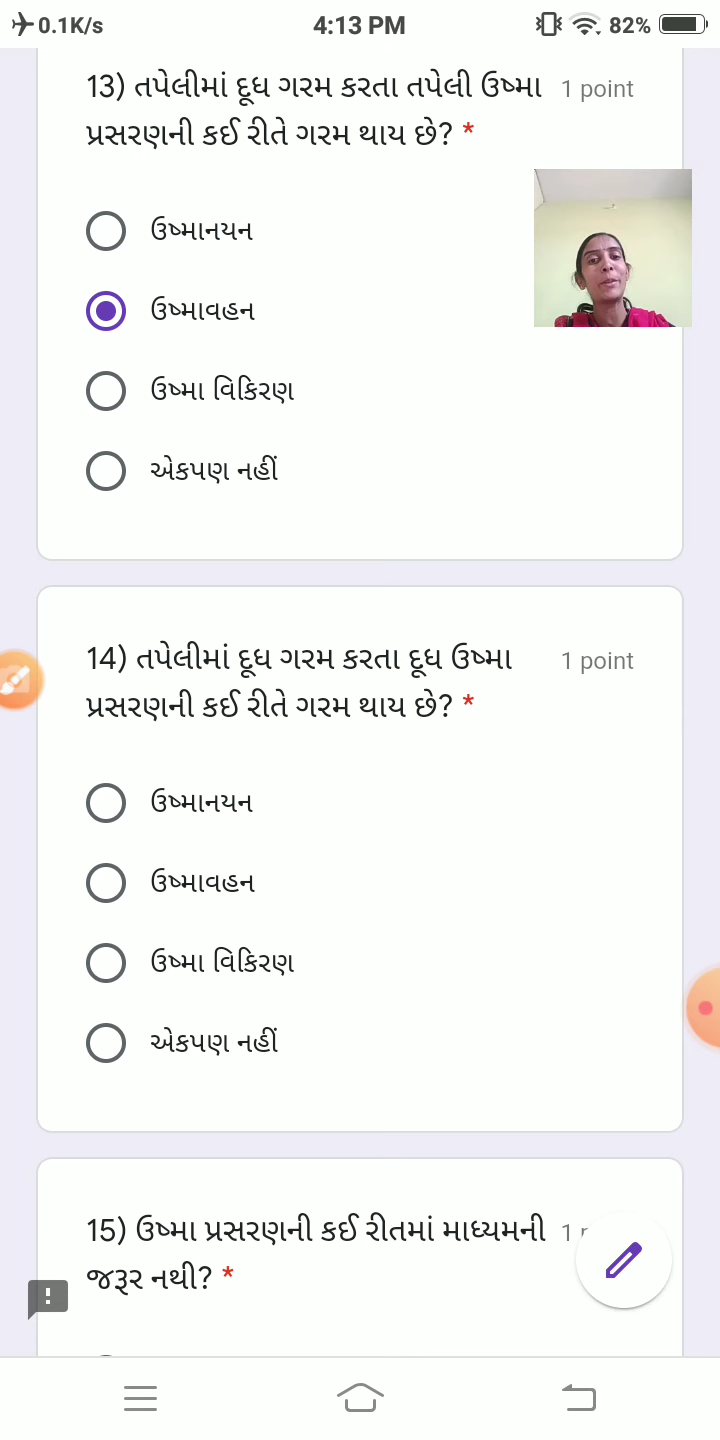 0.1K/s 4:13 PM 82%
13) તપેલીમાં દૂધ ગરમ કરતા તપેલી ઉષ્મા 1 point
પ્રસરણની કઈ રીતે ગરમ થાય છે? *
ઉષ્માનયન
ઉષ્માવહન
ઉષ્મા વિકિરણ
એકપણ નહીં
14) તપેલીમાં દૂધ ગરમ કરતા દૂધ ઉષ્મા 1 point
પ્રસરણની કઈ રીતે ગરમ થાય છે? *
ઉષ્માનયન
ઉષ્માવહન
ઉષ્મા વિકિરણ
એકપણ નહીં
15) ઉષ્મા પ્રસરણની કઈ રીતમાં માધ્યમની 1
જરૂર નથી? *